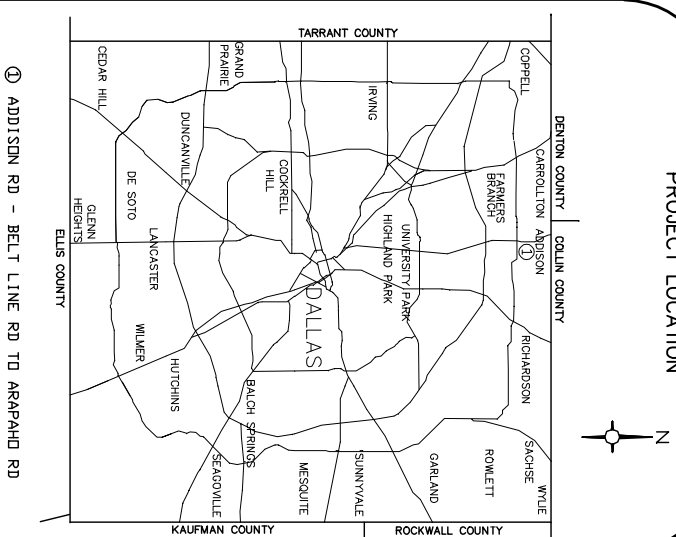 PROJECT LOCATION
N
DENTON COUNTY
COLLIN COUNTY
COPPELL
CARROLLTON
ADDISON
①
RICHARDSON
SACHSE
WYLIE
FARMERS
BRANCH
ROWLETT
IRVING
UNIVERSITY PARK
HIGHLAND PARK
GARLAND
TARRANT COUNTY
ROCKWALL COUNTY
SUNNYVALE
DALLAS
COCKRELL
HILL
MESQUITE
GRAND
PRAIRIE
BALCH SPRINGS
SEAGOVILLE
DUNCANVILLE
HUTCHINS
KAUFMAN COUNTY
DE SOTO
LANCASTER
WILMER
CEDAR HILL
GLENN
HEIGHTS
ELLIS COUNTY
① ADDISON RD - BELT LINE RD TO ARAPAHO RD